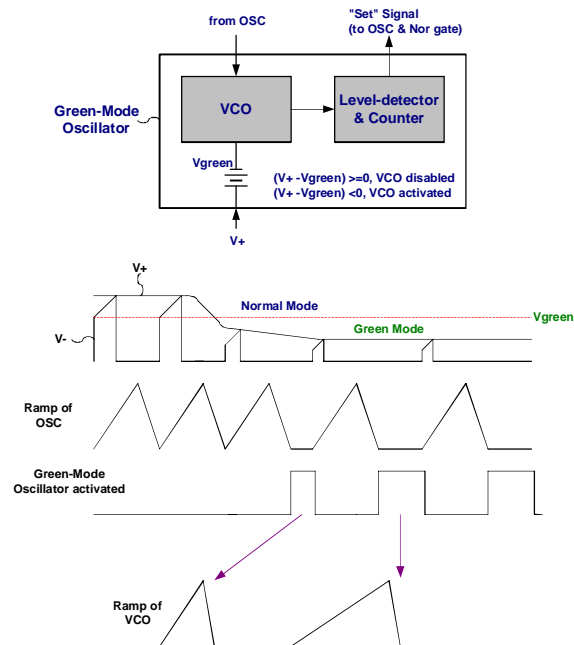 from OSC
"Set" Signal
(to OSC & Nor gate)
Green-Mode
Oscillator
VCO
Level-detector
& Counter
Vgreen
(V+ -Vgreen) >=0, VCO disabled
(V+ -Vgreen) <0, VCO activated
V+
V+
Normal Mode
Vgreen
Green Mode
V-
Ramp of
OSC
Green-Mode
Oscillator activated
Ramp of
VCO